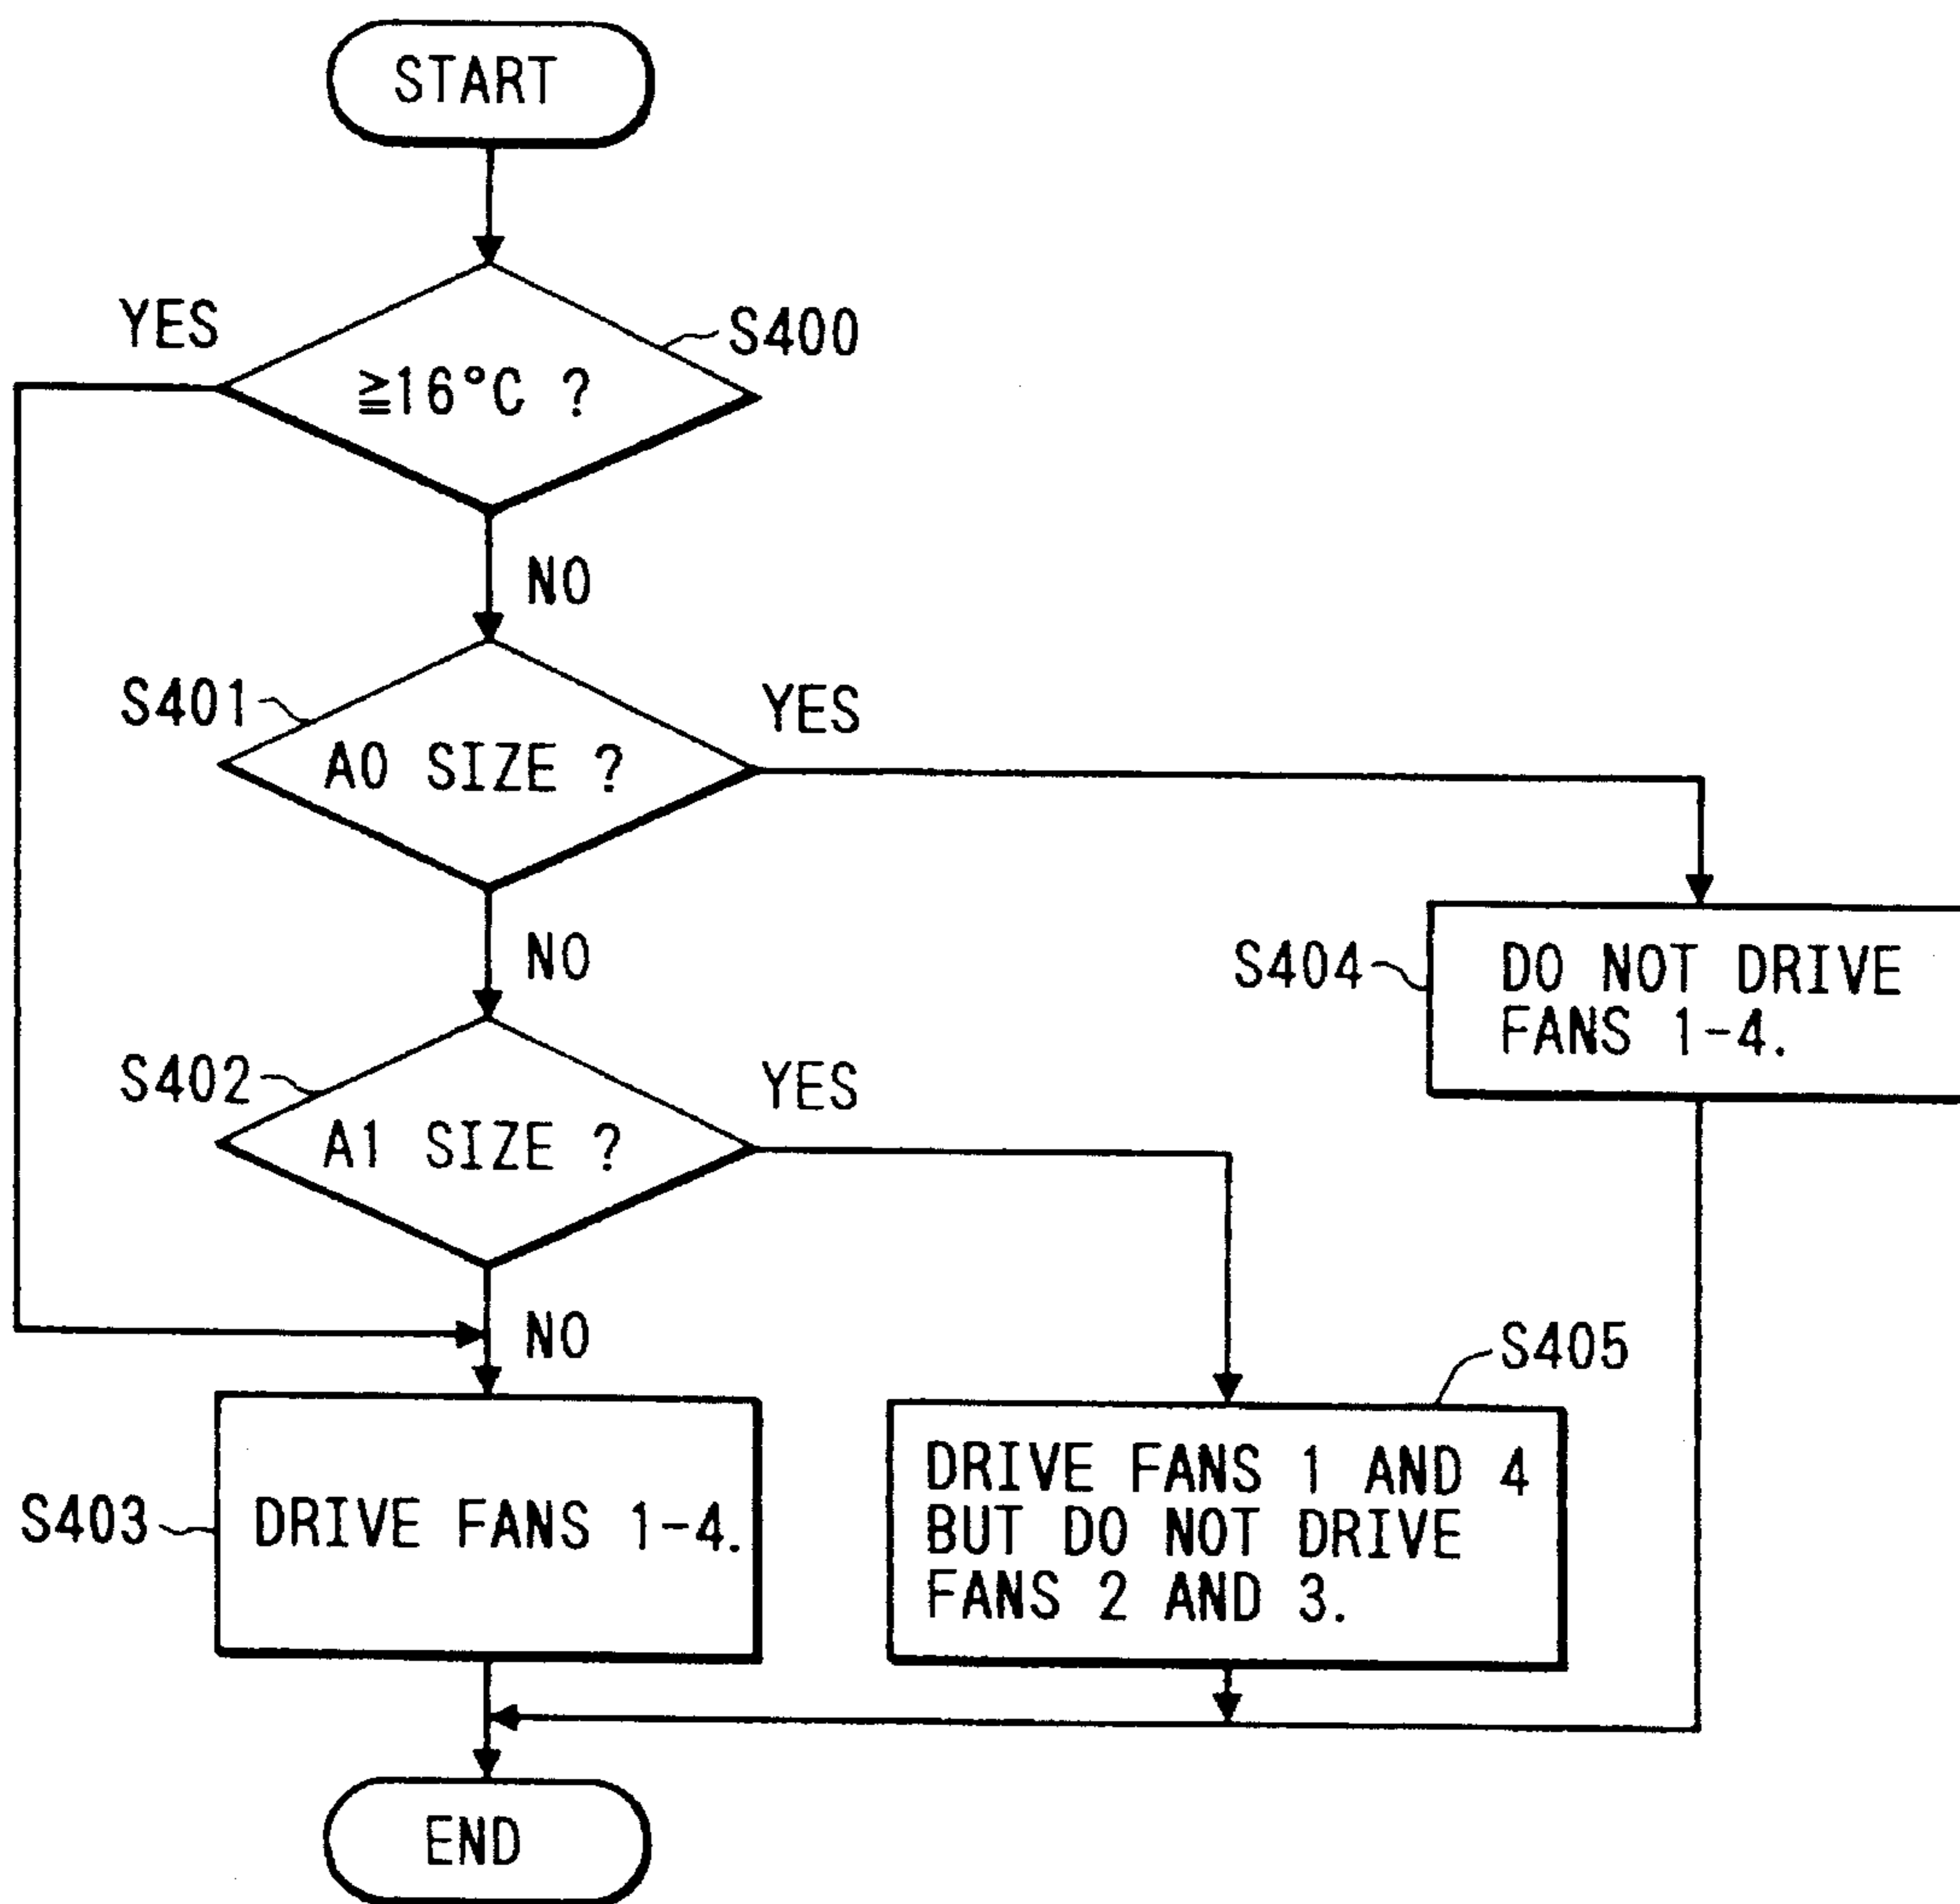 START
YES
S400
≧16°C ?
NO
S401
YES
A0 SIZE ?
NO
S404
DO NOT DRIVE
FANS 1-4.
S402
YES
A1 SIZE ?
NO
S405
S403
DRIVE FANS 1-4.
DRIVE FANS 1 AND 4
BUT DO NOT DRIVE
FANS 2 AND 3.
END